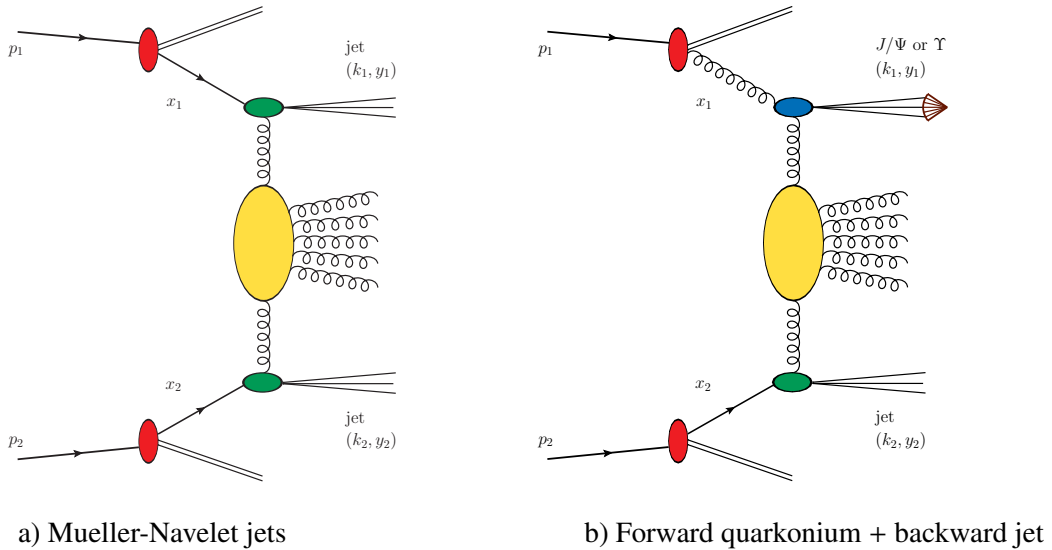 p₁
jet
(k₁, y₁)
x₁
x₂
jet
(k₂, y₂)
p₂
a) Mueller-Navelet jets
p₁
J/Ψ or Υ
(k₁, y₁)
x₁
x₂
jet
(k₂, y₂)
p₂
b) Forward quarkonium + backward jet